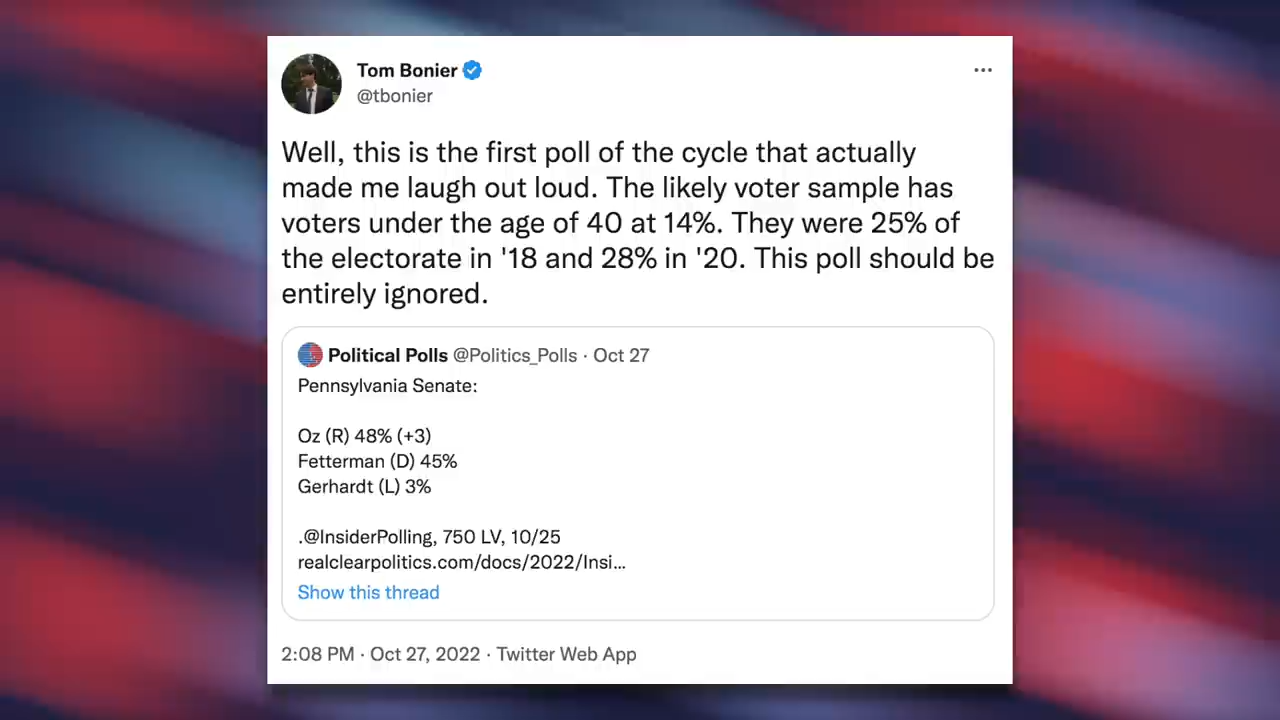 Tom Bonier
@tbonier
Well, this is the first poll of the cycle that actually
made me laugh out loud. The likely voter sample has
voters under the age of 40 at 14%. They were 25% of
the electorate in '18 and 28% in '20. This poll should be
entirely ignored.
Political Polls @Politics_Polls · Oct 27
Pennsylvania Senate:
Oz (R) 48% (+3)
Fetterman (D) 45%
Gerhardt (L) 3%
.@InsiderPolling, 750 LV, 10/25
realclearpolitics.com/docs/2022/Insi...
Show this thread
2:08 PM · Oct 27, 2022 · Twitter Web App